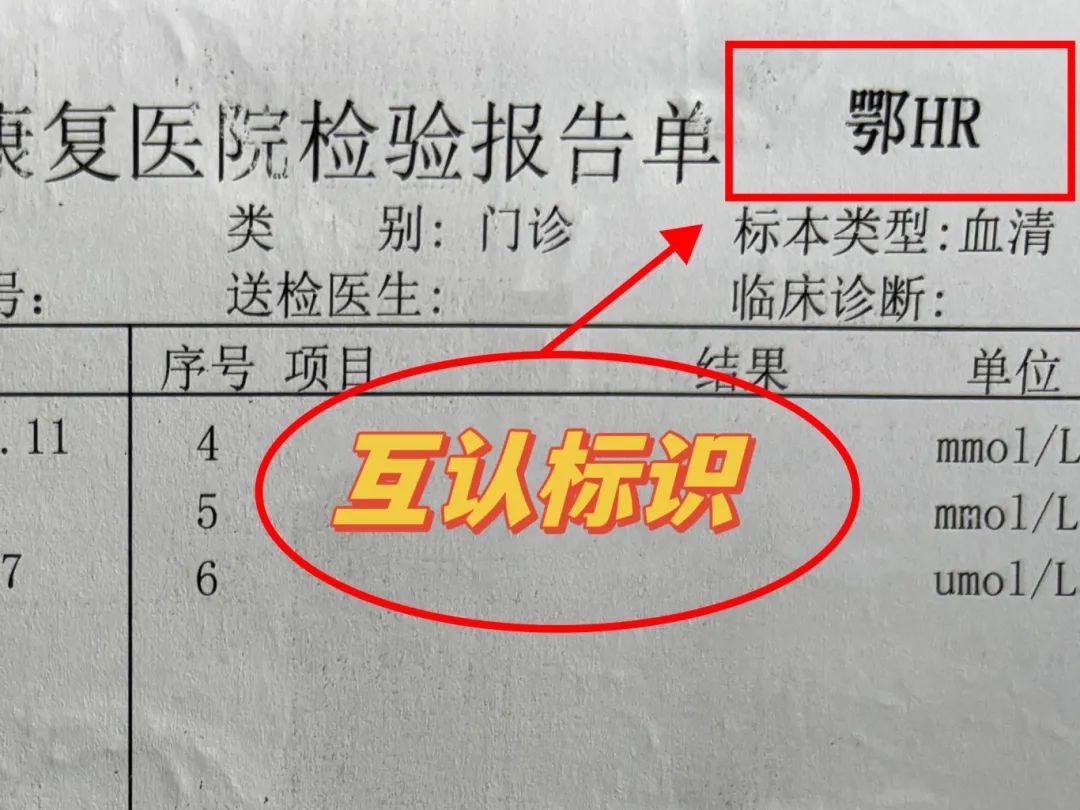 康复医院检验报告单 鄂HR
类 别: 门诊 标本类型:血清
号: 送检医生: 临床诊断:
序号 项目 结果 单位
.11 4 mmol/L
互认标识
5 mmol/L
7 6 umol/L